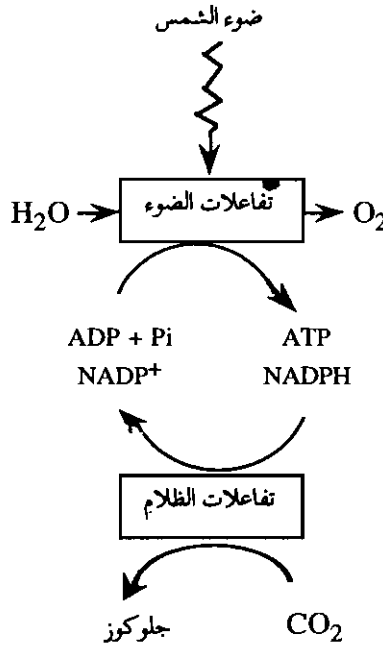 ضوء الشمس
H₂O
تفاعلات الضوء
O₂
ADP + Pi
NADP⁺
ATP
NADPH
تفاعلات الظلام
جلوكوز
CO₂